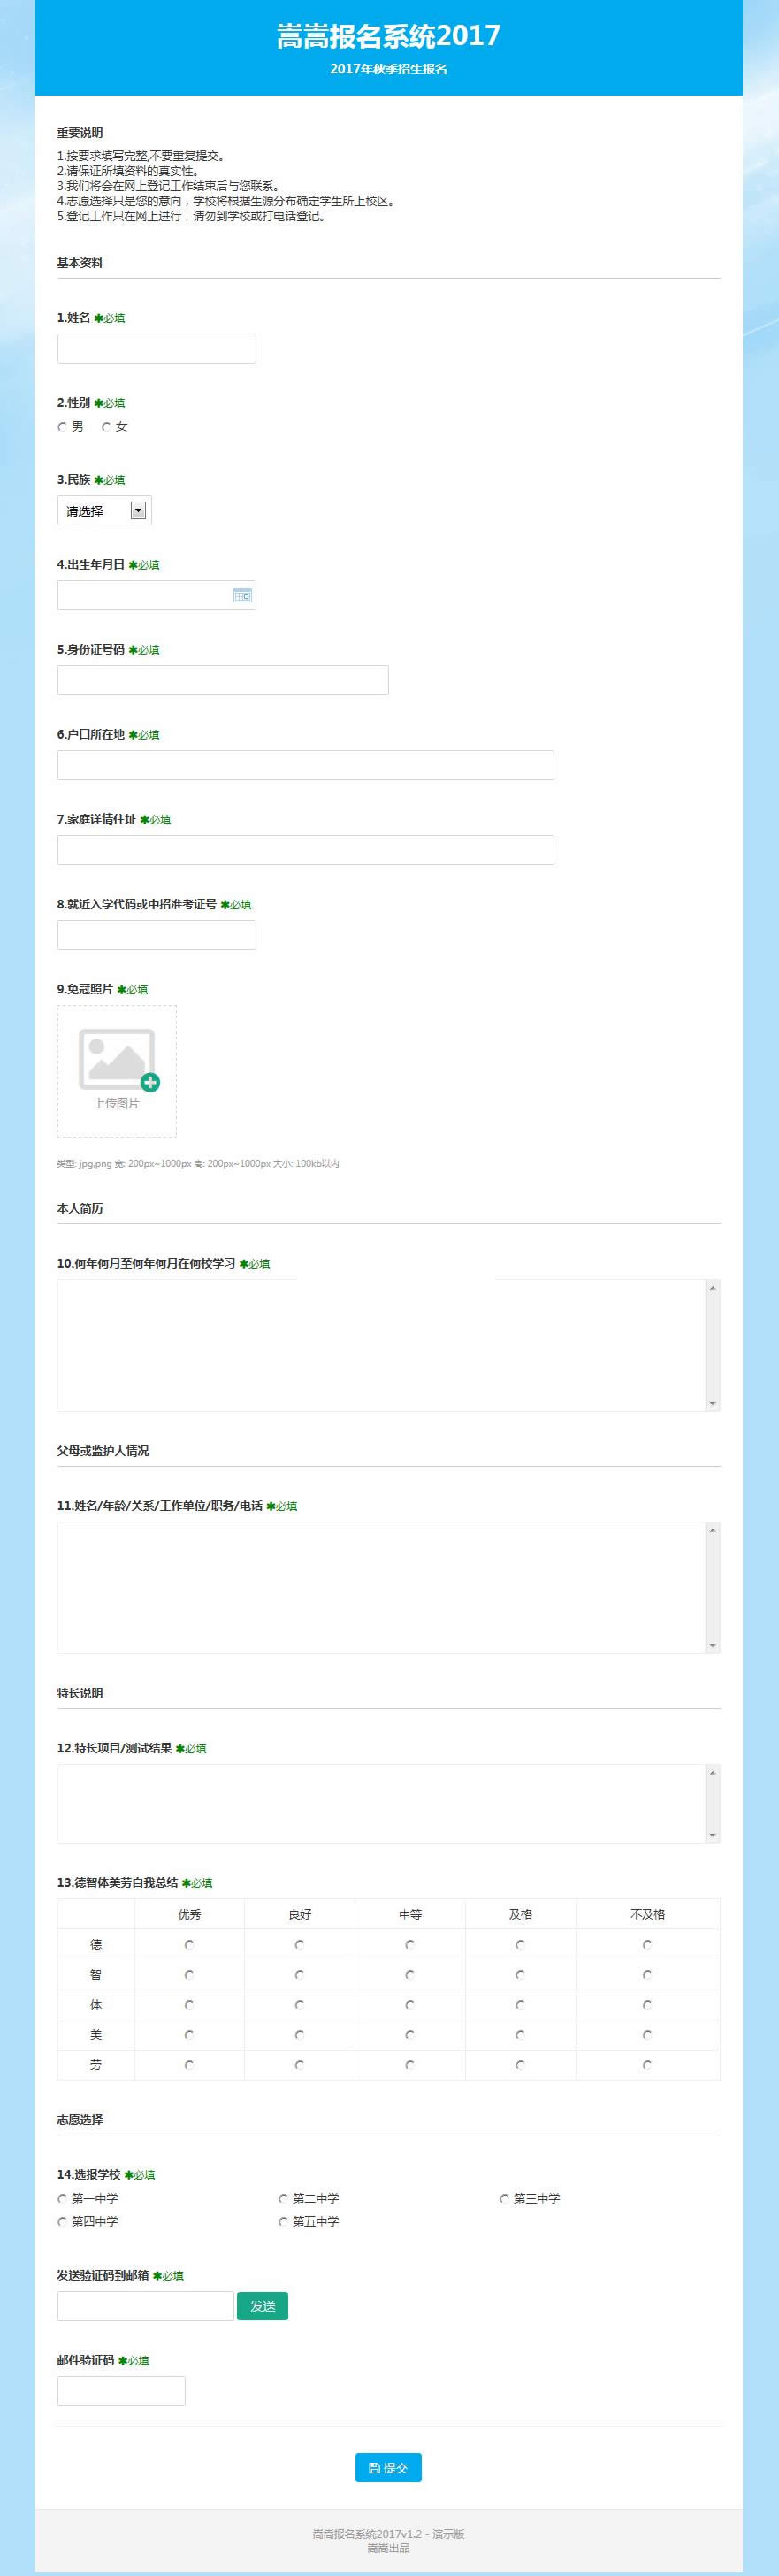 嵩嵩报名系统2017
2017年秋季招生报名
重要说明
1.按要求填写完整,不要重复提交。
2.请保证所填资料的真实性。
3.我们将会在网上登记工作结束后与您联系。
4.志愿选择只是您的意向，学校将根据生源分布确定学生所上校区。
5.登记工作只在网上进行，请勿到学校或打电话登记。
基本资料
1.姓名 ✱必填
2.性别 ✱必填
男 女
3.民族 ✱必填
请选择
4.出生年月日 ✱必填
5.身份证号码 ✱必填
6.户口所在地 ✱必填
7.家庭详情住址 ✱必填
8.就近入学代码或中招准考证号 ✱必填
9.免冠照片 ✱必填
上传图片
类型: jpg,png 宽: 200px~1000px 高: 200px~1000px 大小: 100kb以内
本人简历
10.何年何月至何年何月在何校学习 ✱必填
父母或监护人情况
11.姓名/年龄/关系/工作单位/职务/电话 ✱必填
特长说明
12.特长项目/测试结果 ✱必填
13.德智体美劳自我总结 ✱必填
优秀 良好 中等 及格 不及格
德
智
体
美
劳
志愿选择
14.选报学校 ✱必填
第一中学 第二中学 第三中学
第四中学 第五中学
发送验证码到邮箱 ✱必填
发送
邮件验证码 ✱必填
提交
嵩嵩报名系统2017v1.2 - 演示版
嵩嵩出品